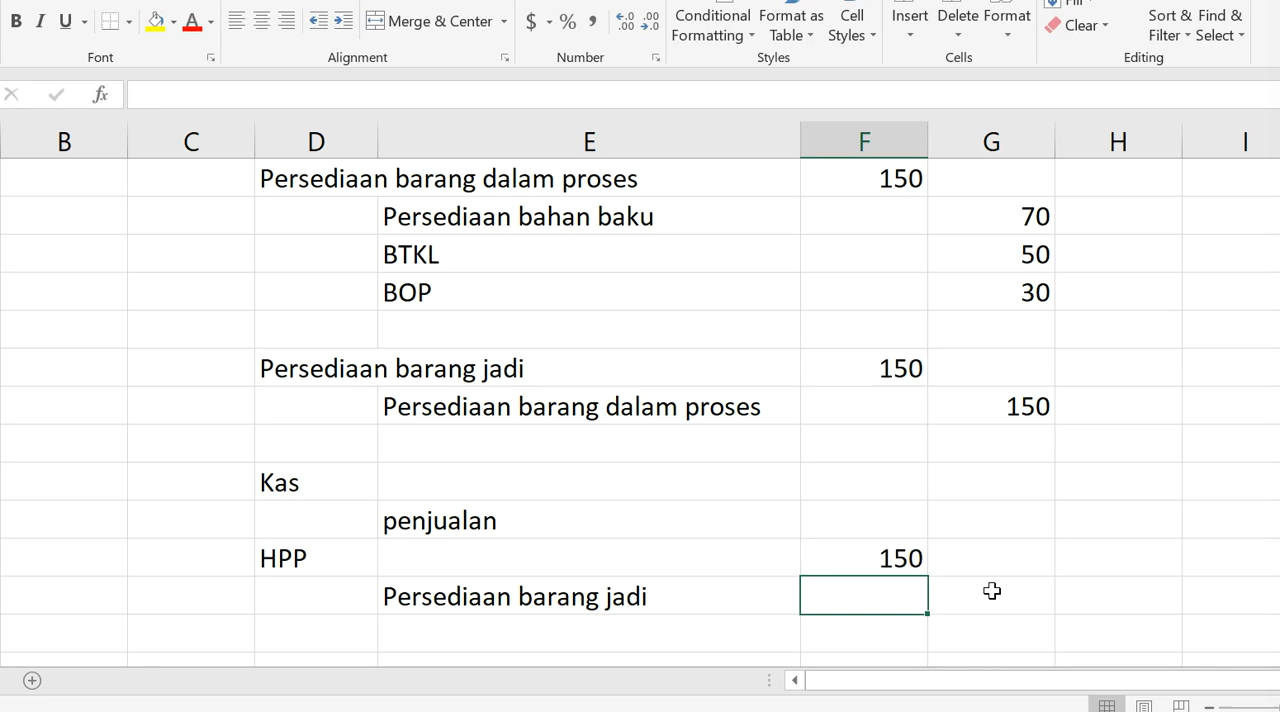 B I U A Merge & Center $ % , Conditional Format as Cell Insert Delete Format Clear Sort & Find &
Formatting Table Styles Filter Select
Font Alignment Number Styles Cells Editing
fx
B C D E F G H I
Persediaan barang dalam proses 150
Persediaan bahan baku 70
BTKL 50
BOP 30
Persediaan barang jadi 150
Persediaan barang dalam proses 150
Kas
penjualan
HPP 150
Persediaan barang jadi